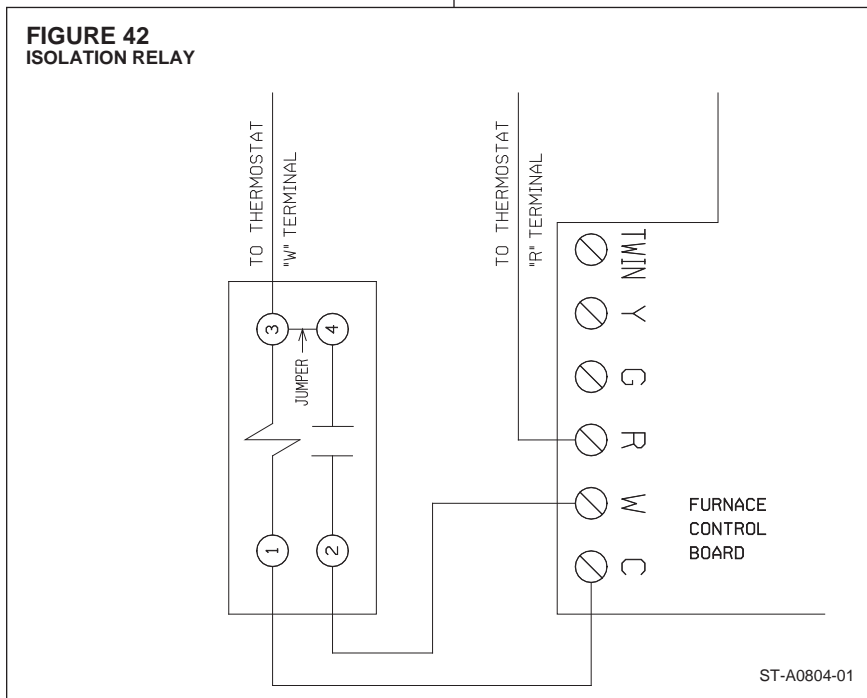 FIGURE 42
ISOLATION RELAY
TO THERMOSTAT
"W" TERMINAL
TO THERMOSTAT
"R" TERMINAL
3
4
JUMPER
1
2
TWIN
Y
G
R
W
C
FURNACE
CONTROL
BOARD
ST-A0804-01